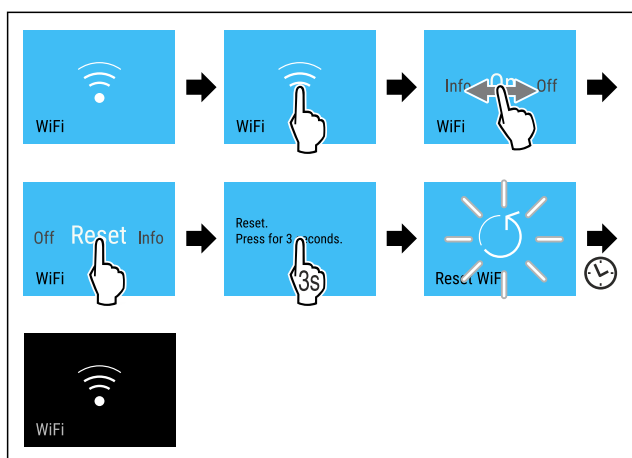 WiFi
WiFi
Info On Off
WiFi
Off Reset Info
WiFi
Reset.
Press for 3 seconds.
3s
Reset WiFi
WiFi